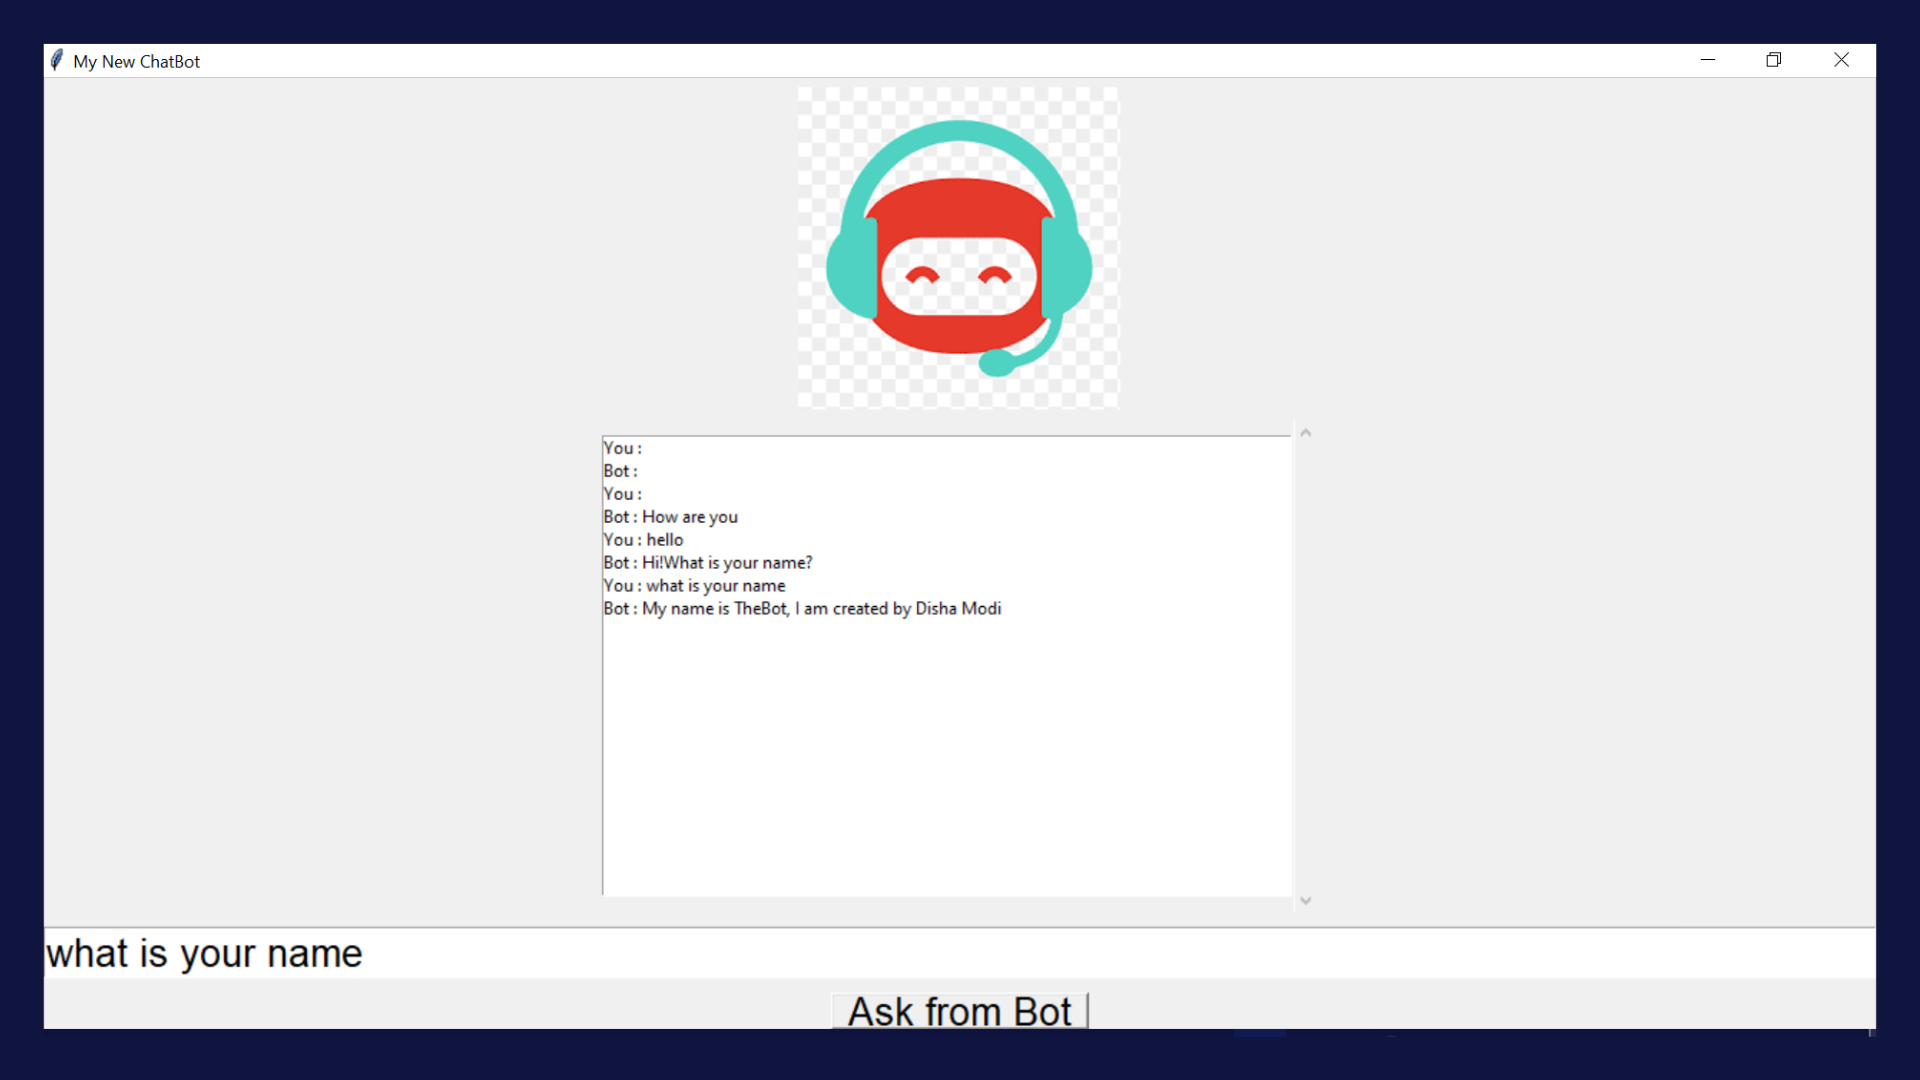 My New ChatBot
You :
Bot :
You :
Bot : How are you
You : hello
Bot : Hi!What is your name?
You : what is your name
Bot : My name is TheBot, I am created by Disha Modi
what is your name
Ask from Bot